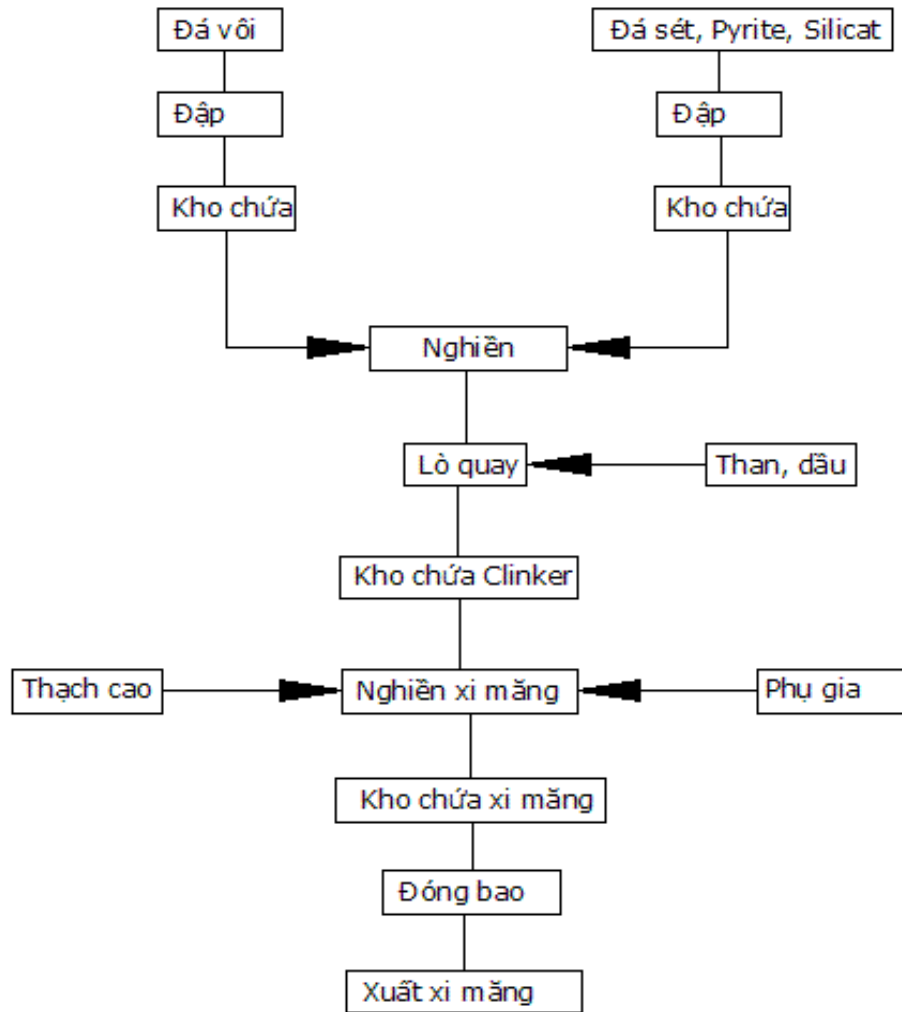 Đá vôi
Đá sét, Pyrite, Silicat
Đập
Đập
Kho chứa
Kho chứa
Nghiền
Lò quay
Than, dầu
Kho chứa Clinker
Thạch cao
Nghiền xi măng
Phụ gia
Kho chứa xi măng
Đóng bao
Xuất xi măng